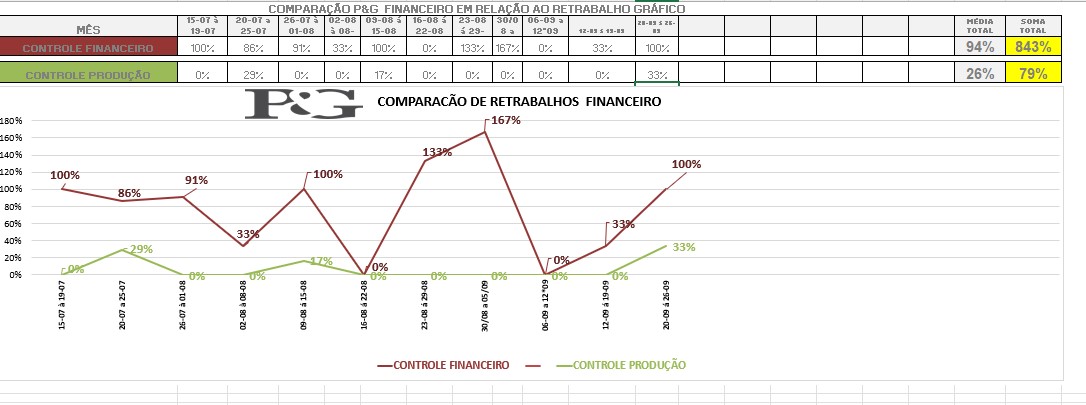 COMPARAÇÃO P&G FINANCEIRO EM RELAÇÃO AO RETRABALHO GRÁFICO
MÊS 15-07 à 19-07 20-07 a 25-07 26-07 à 01-08 02-08 à 08- 09-08 á 15-08 16-08 á 22-08 23-08 á 29- 30/0 8 a 06-09 a 12*09 12-09 á 19-09 20-09 á 26-09 MÉDIA TOTAL SOMA TOTAL
CONTROLE FINANCEIRO 100% 86% 91% 33% 100% 0% 133% 167% 0% 33% 100% 94% 843%
CONTROLE PRODUÇÃO 0% 29% 0% 0% 17% 0% 0% 0% 0% 0% 33% 26% 79%
P&G COMPARACÃO DE RETRABALHOS FINANCEIRO
180%
160%
140%
120%
100%
80%
60%
40%
20%
0%
100% 86% 91% 33% 100% 0% 133% 167% 0% 33% 100%
0% 29% 0% 0% 17% 0% 0% 0% 0% 0% 33%
15-07 à 19-07
20-07 a 25-07
26-07 à 01-08
02-08 à 08-08
09-08 á 15-08
16-08 á 22-08
23-08 á 29-08
30/08 a 05/09
06-09 a 12*09
12-09 á 19-09
20-09 á 26-09
CONTROLE FINANCEIRO CONTROLE PRODUÇÃO